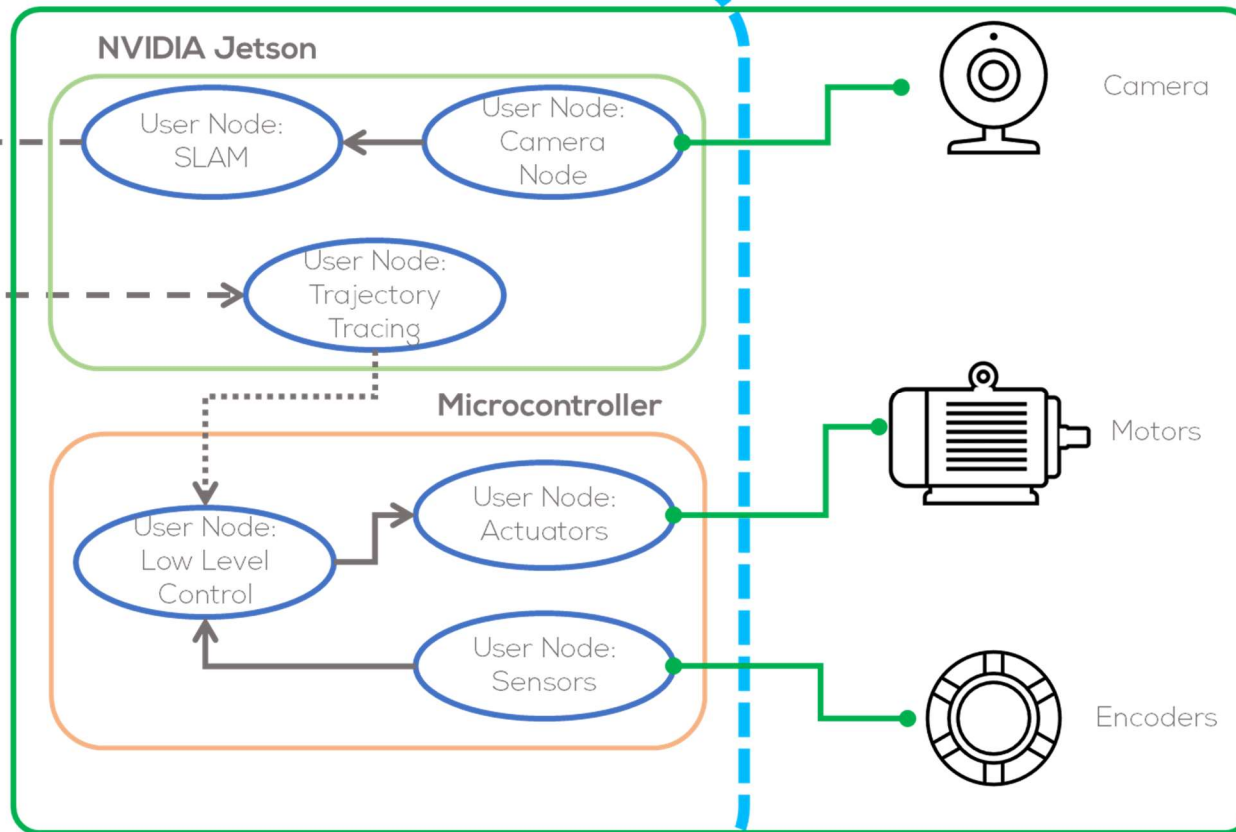 NVIDIA Jetson
User Node:
SLAM
User Node:
Camera
Node
Camera
User Node:
Trajectory
Tracing
Microcontroller
Motors
User Node:
Low Level
Control
User Node:
Actuators
User Node:
Sensors
Encoders